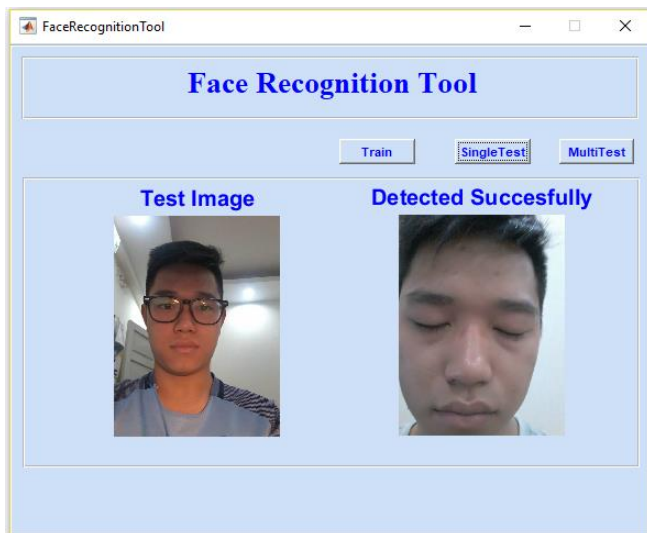 FaceRecognitionTool
Face Recognition Tool
Train SingleTest MultiTest
Test Image
Detected Succesfully